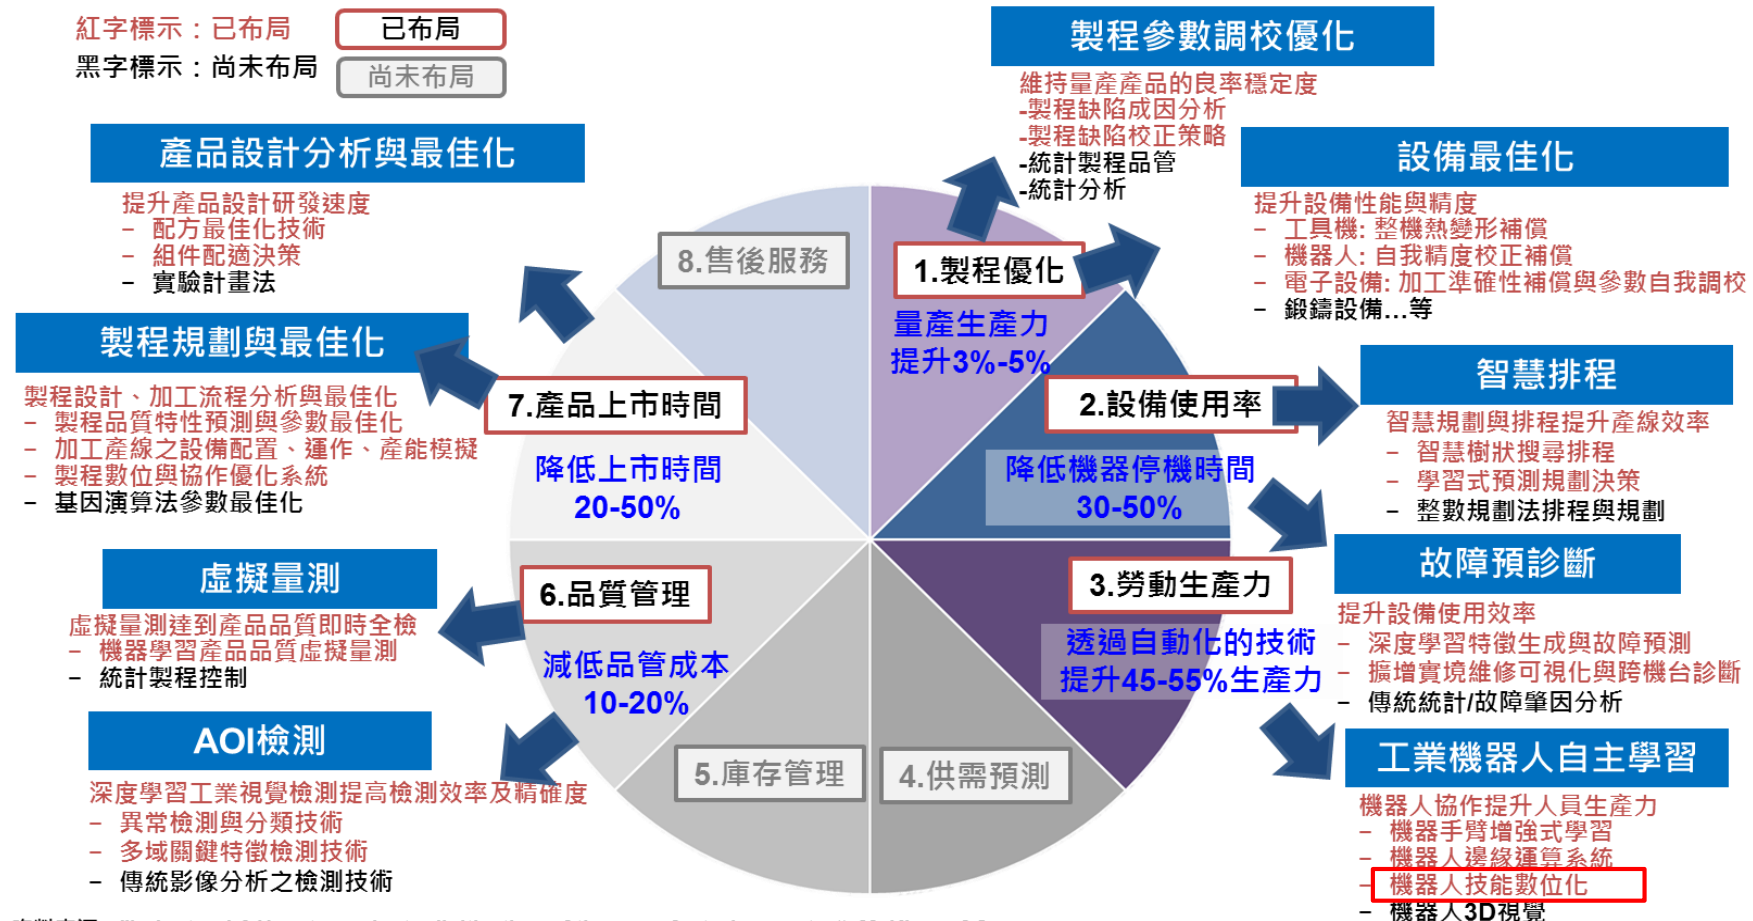 紅字標示：已布局
已布局
黑字標示：尚未布局
尚未布局
製程參數調校優化
維持量產產品的良率穩定度
-製程缺陷成因分析
-製程缺陷校正策略
-統計製程品管
-統計分析
設備最佳化
提升設備性能與精度
– 工具機: 整機熱變形補償
– 機器人: 自我精度校正補償
– 電子設備: 加工準確性補償與參數自我調校
– 鍛鑄設備…等
產品設計分析與最佳化
提升產品設計研發速度
– 配方最佳化技術
– 組件配適決策
– 實驗計畫法
8.售後服務
1.製程優化
量產生產力
提升3%-5%
製程規劃與最佳化
製程設計、加工流程分析與最佳化
– 製程品質特性預測與參數最佳化
– 加工產線之設備配置、運作、產能模擬
– 製程數位與協作優化系統
– 基因演算法參數最佳化
7.產品上市時間
降低上市時間
20-50%
2.設備使用率
降低機器停機時間
30-50%
智慧排程
智慧規劃與排程提升產線效率
– 智慧樹狀搜尋排程
– 學習式預測規劃決策
– 整數規劃法排程與規劃
故障預診斷
提升設備使用效率
– 深度學習特徵生成與故障預測
– 擴增實境維修可視化與跨機台診斷
– 傳統統計/故障肇因分析
虛擬量測
虛擬量測達到產品品質即時全檢
– 機器學習產品品質虛擬量測
– 統計製程控制
6.品質管理
減低品管成本
10-20%
3.勞動生產力
透過自動化的技術
提升45-55%生產力
AOI檢測
深度學習工業視覺檢測提高檢測效率及精確度
– 異常檢測與分類技術
– 多域關鍵特徵檢測技術
– 傳統影像分析之檢測技術
5.庫存管理
4.供需預測
工業機器人自主學習
機器人協作提升人員生產力
– 機器手臂增強式學習
– 機器人邊緣運算系統
– 機器人技能數位化
– 機器人3D視覺